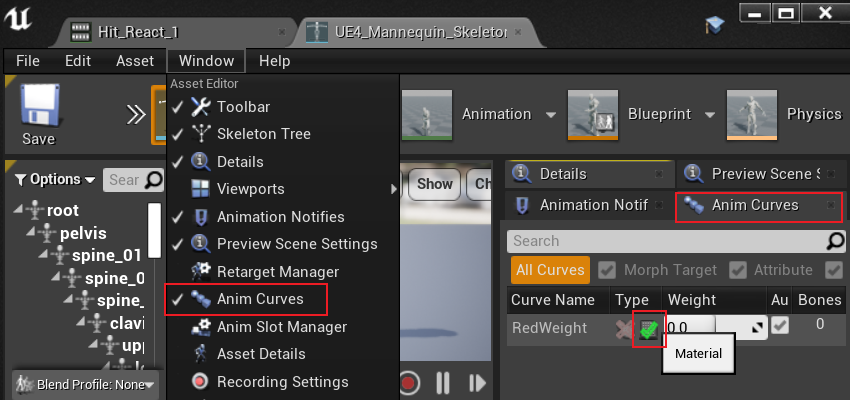 Hit_React_1
UE4_Mannequin_Skeleton
File Edit Asset Window Help
Save
Asset Editor
Toolbar
Skeleton Tree
Details
Viewports
Animation Notifies
Preview Scene Settings
Retarget Manager
Anim Curves
Anim Slot Manager
Asset Details
Recording Settings
Animation
Blueprint
Physics
Options
Sear
root
pelvis
spine_01
spine_0
spine_
clavi
upp
Blend Profile: None
Show
Ch
Details
Preview Scene S
Animation Notif
Anim Curves
Search
All Curves Morph Target Attribute
Curve Name Type Weight Au Bones
RedWeight 0.0 0
Material